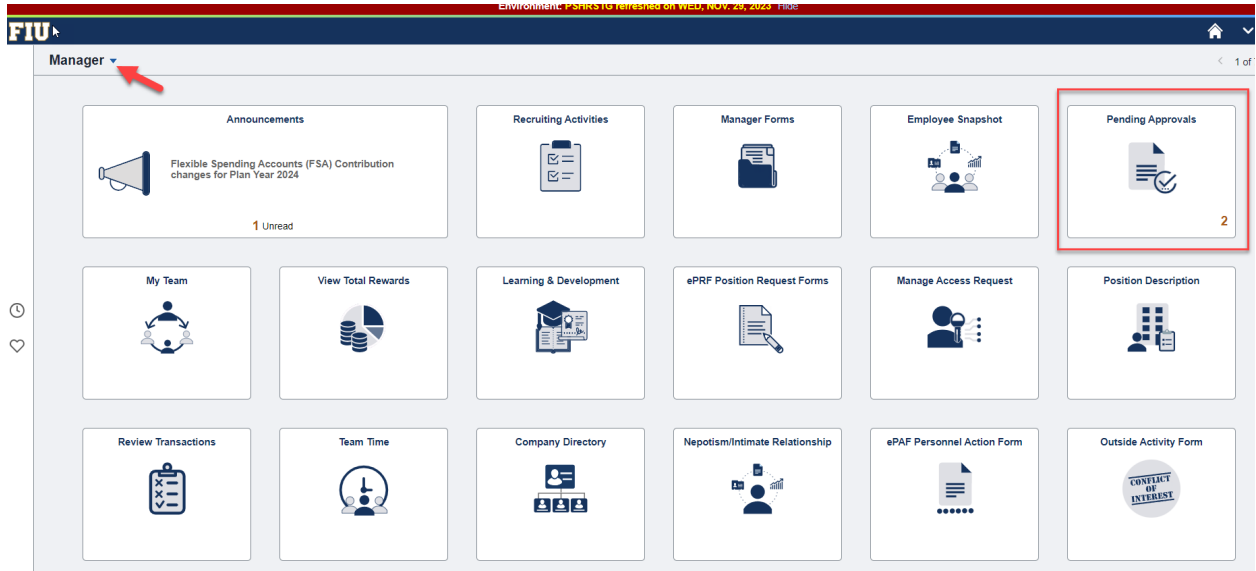 Environment: PSHRSTG refreshed on WED, NOV. 29, 2023 Hide
FIU
Manager
1 of
Announcements
Flexible Spending Accounts (FSA) Contribution
changes for Plan Year 2024
1 Unread
Recruiting Activities
Manager Forms
Employee Snapshot
Pending Approvals
2
My Team
View Total Rewards
Learning & Development
ePRF Position Request Forms
Manage Access Request
Position Description
Review Transactions
Team Time
Company Directory
Nepotism/Intimate Relationship
ePAF Personnel Action Form
Outside Activity Form
CONFLICT
OF
INTEREST